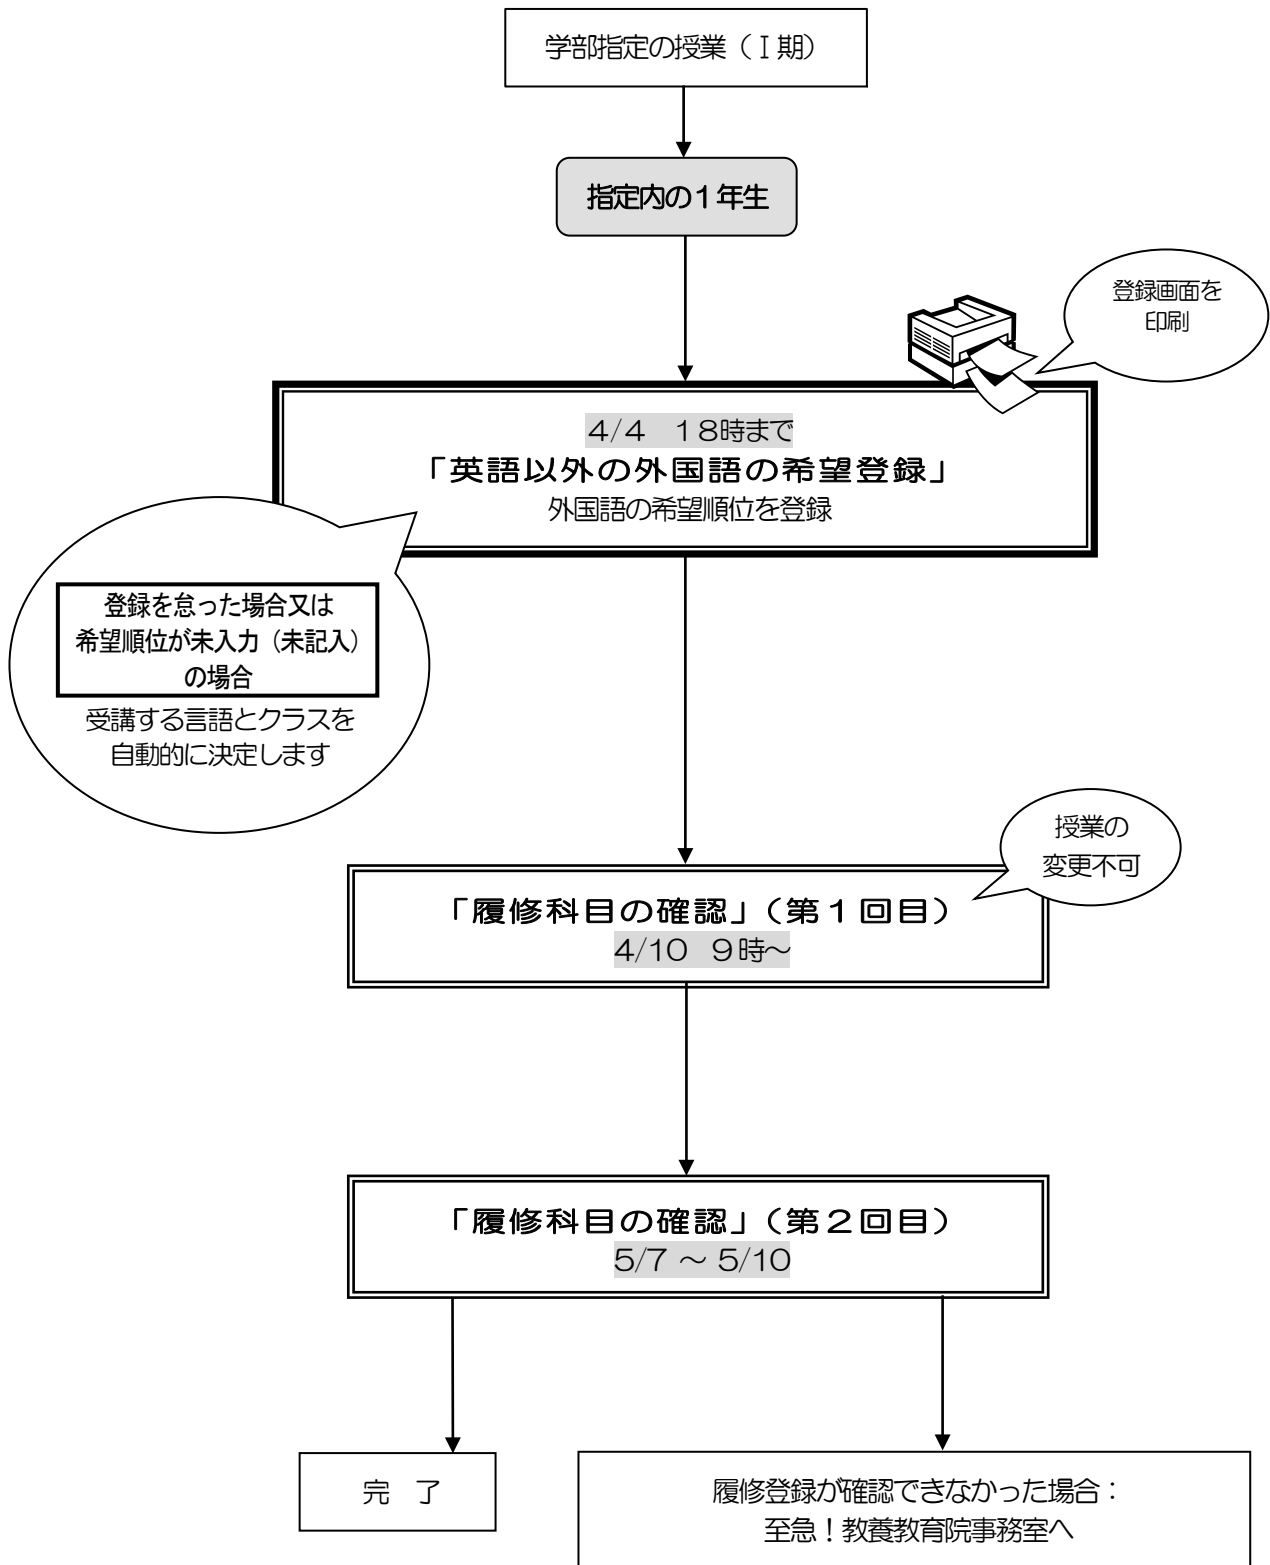 学部指定の授業（Ⅰ期）
指定内の１年生
登録画面を
印刷
４/４　１８時まで
「英語以外の外国語の希望登録」
外国語の希望順位を登録
登録を怠った場合又は
希望順位が未入力（未記入）
の場合
受講する言語とクラスを
自動的に決定します
授業の
変更不可
「履修科目の確認」（第１回目）
４/１０　９時～
「履修科目の確認」（第２回目）
５/７ ～ ５/１０
完　了
履修登録が確認できなかった場合：
至急！教養教育院事務室へ